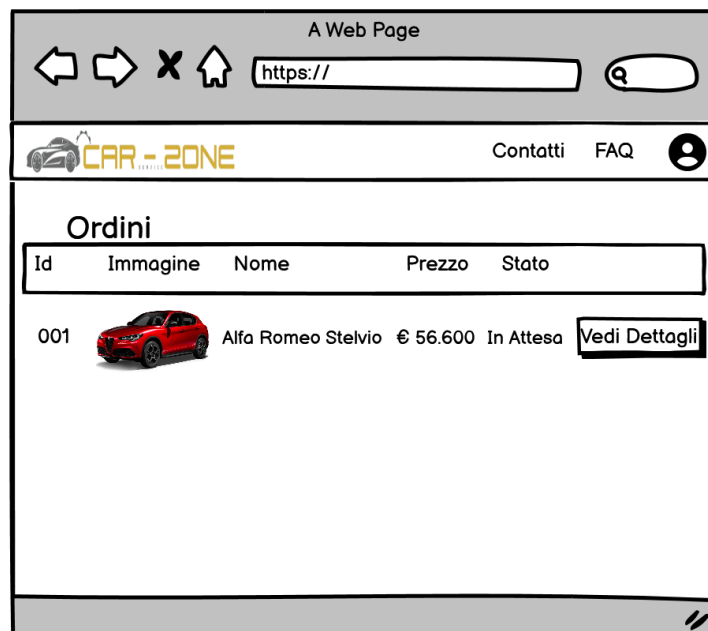 A Web Page
https://
CAR-ZONE
Contatti FAQ
Ordini
Id Immagine Nome Prezzo Stato
001 Alfa Romeo Stelvio € 56.600 In Attesa Vedi Dettagli